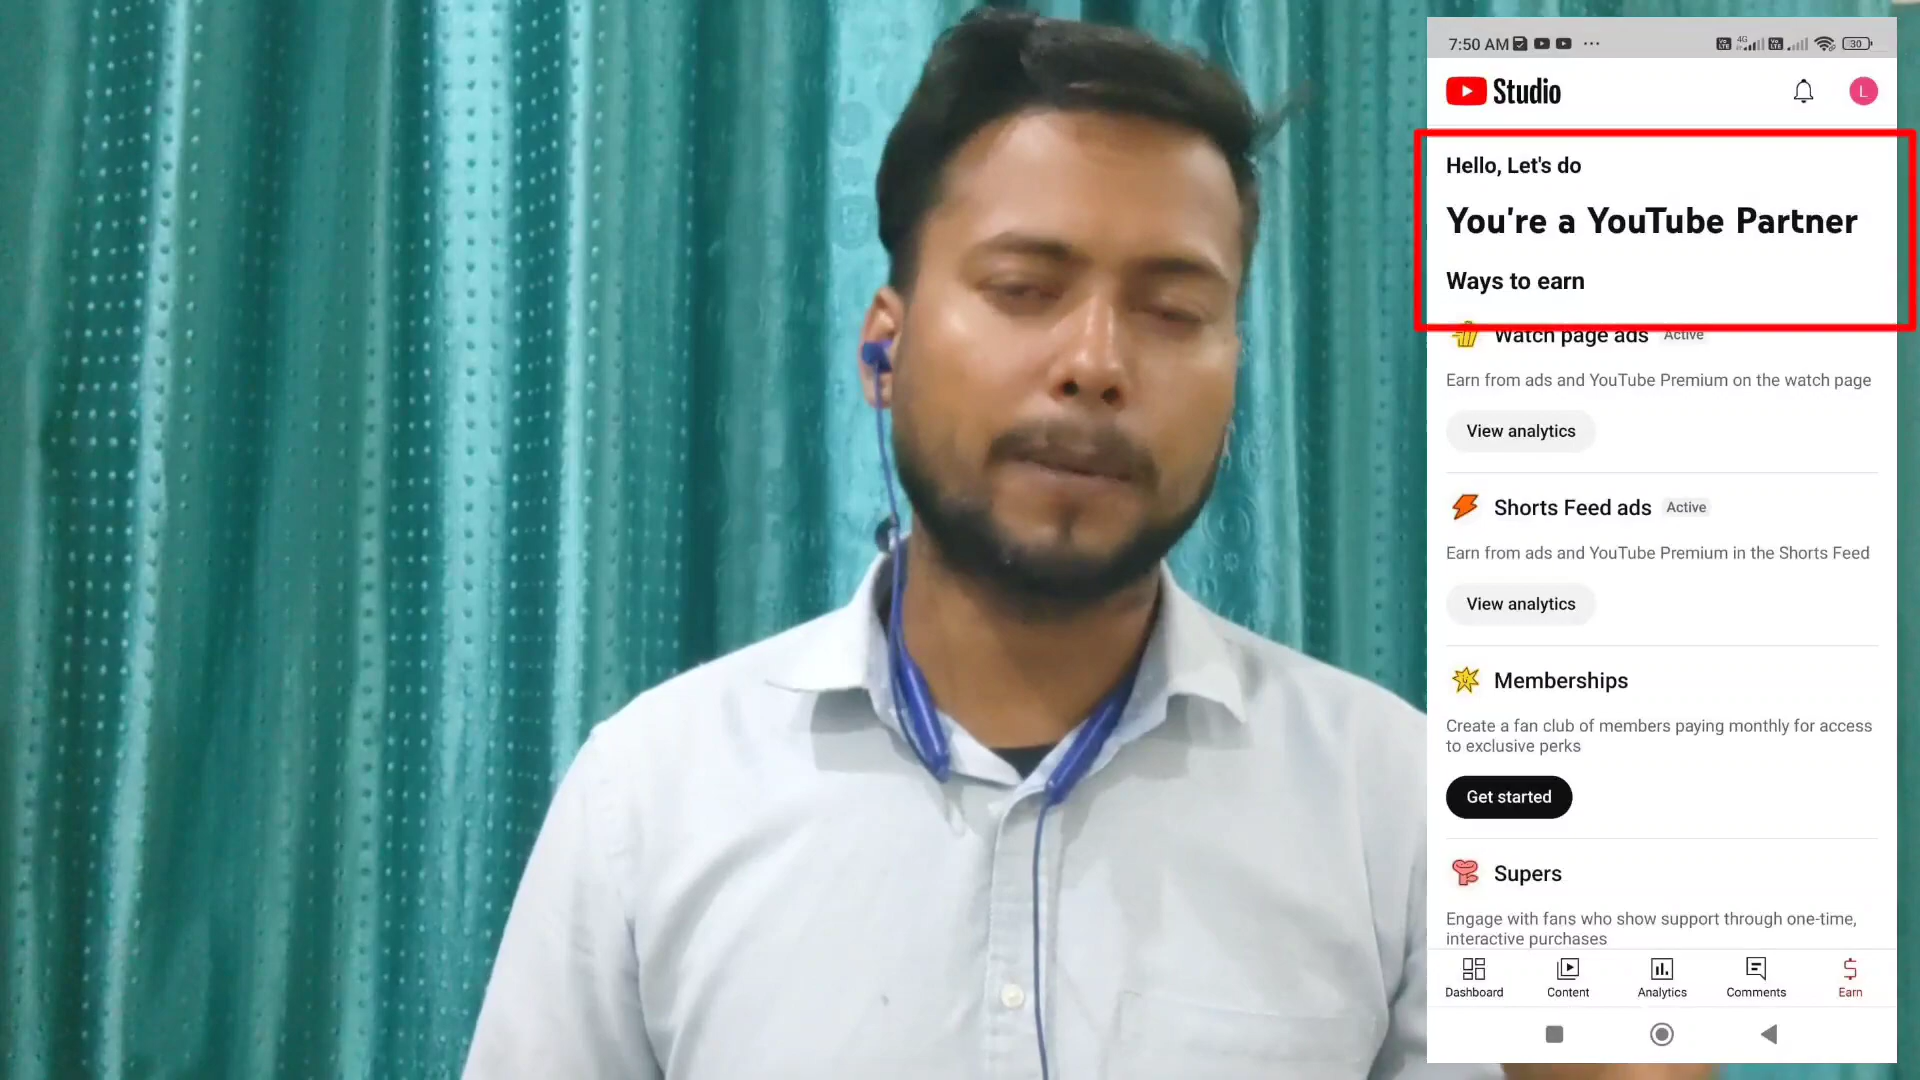 7:50 AM
4G
30
Studio
L
Hello, Let's do
You're a YouTube Partner
Ways to earn
Watch page ads Active
Earn from ads and YouTube Premium on the watch page
View analytics
Shorts Feed ads Active
Earn from ads and YouTube Premium in the Shorts Feed
View analytics
Memberships
Create a fan club of members paying monthly for access
to exclusive perks
Get started
Supers
Engage with fans who show support through one-time,
interactive purchases
Dashboard Content Analytics Comments Earn